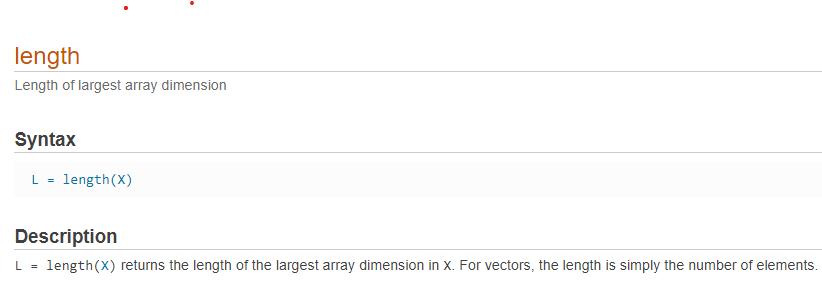 length
Length of largest array dimension
Syntax
L = length(X)
Description
L = length(X) returns the length of the largest array dimension in X. For vectors, the length is simply the number of elements.